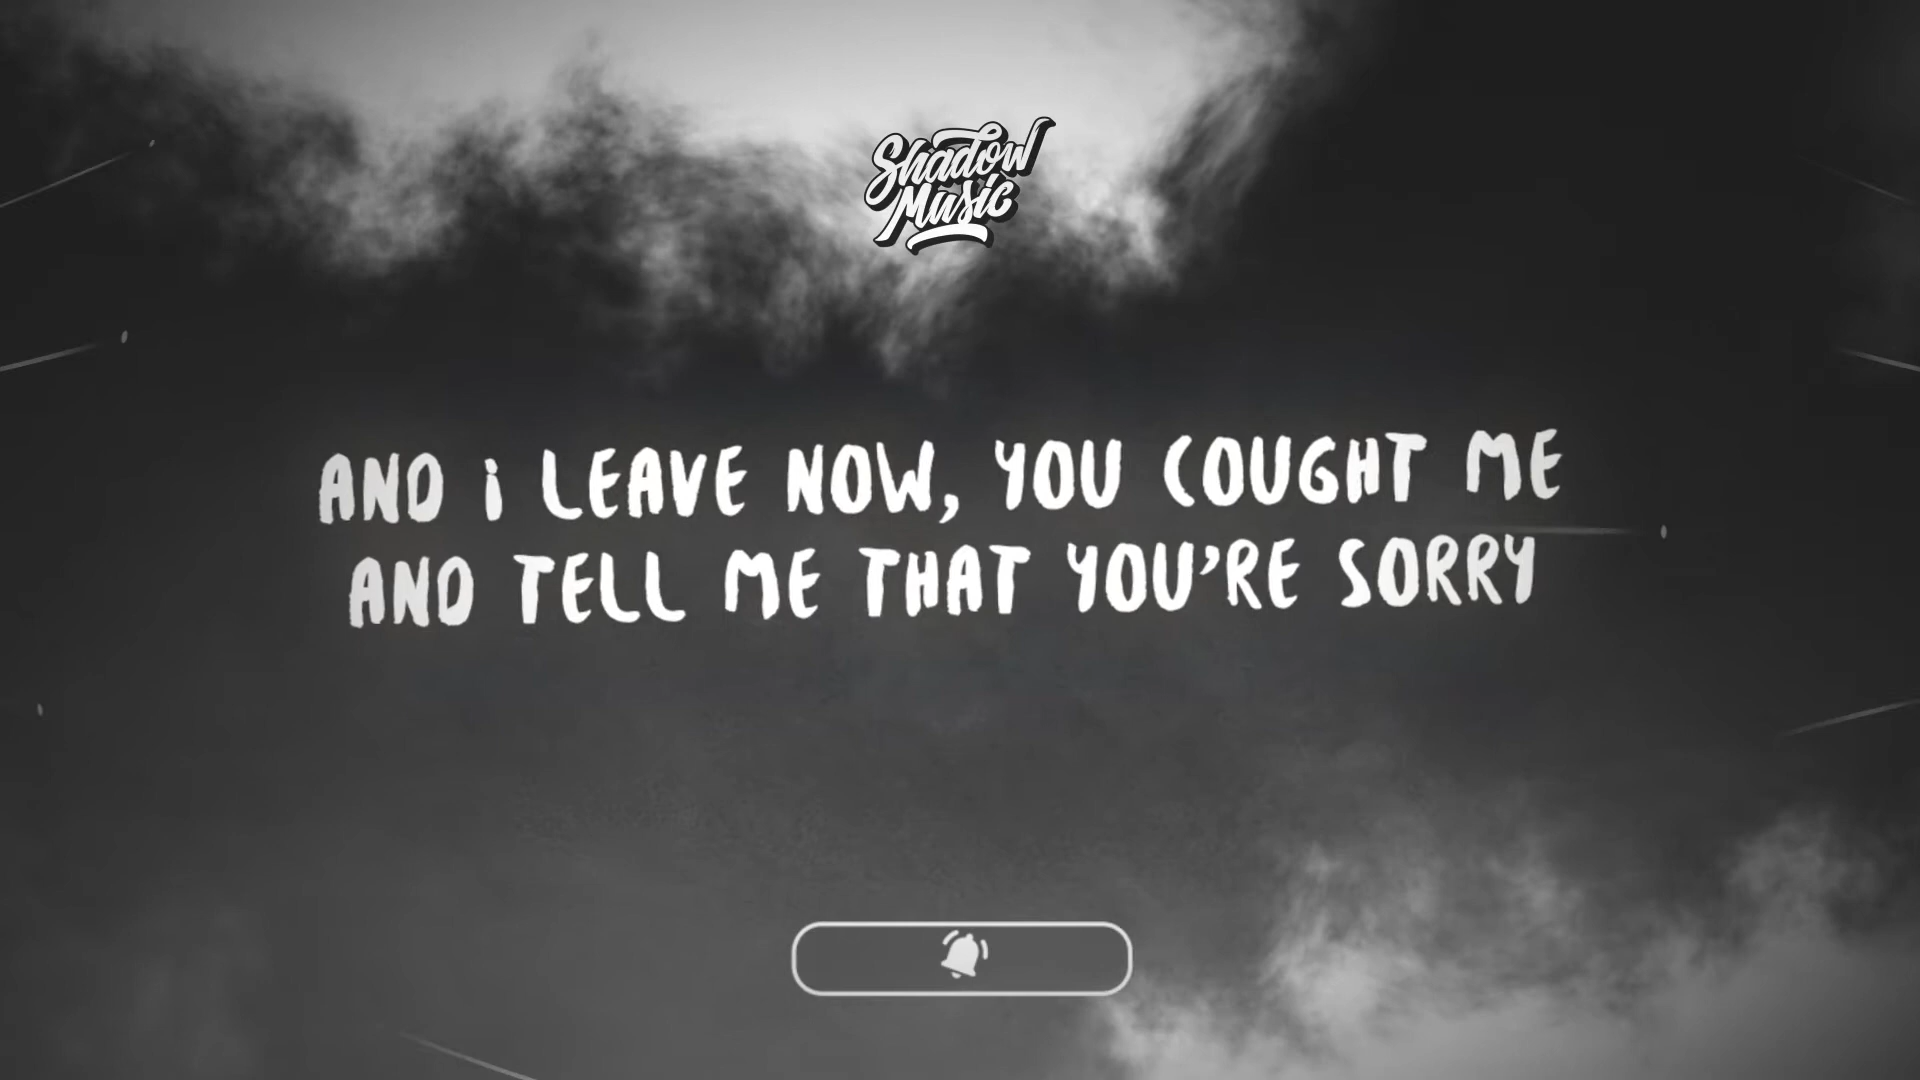 Shadow
Music
AND i LEAVE NOW, YOU COUGHT ME
AND TELL ME THAT YOU'RE SORRY